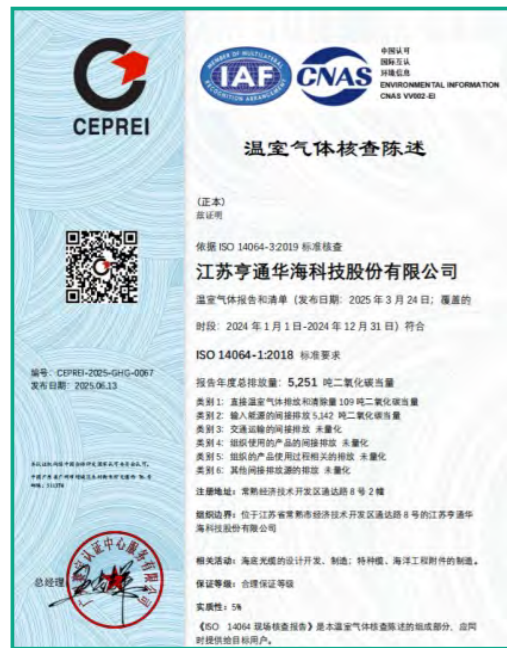 CEPREI
MEMBER OF MULTILATERAL
IAF
RECOGNITION ARRANGEMENT
CNAS
中国认可
国际互认
环境信息
ENVIRONMENTAL INFORMATION
CNAS VV002-EI
温室气体核查陈述
(正本)
兹证明
依据 ISO 14064-3:2019 标准核查
江苏亨通华海科技股份有限公司
温室气体报告和清单（发布日期：2025 年 3 月 24 日；覆盖的
时段：2024 年 1 月 1 日-2024 年 12 月 31 日）符合
ISO 14064-1:2018 标准要求
编号：CEPREI-2025-GHG-0067
发布日期：2025.06.13
报告年度总排放量：5,251 吨二氧化碳当量
类别 1：直接温室气体排放和清除量 109 吨二氧化碳当量
类别 2：输入能源的间接排放 5,142 吨二氧化碳当量
类别 3：交通运输的间接排放 未量化
类别 4：组织使用的产品的间接排放 未量化
类别 5：组织的产品使用过程相关的排放 未量化
类别 6：其他间接排放源的排放 未量化
注册地址：常熟经济技术开发区通达路 8 号 2 幢
组织边界：位于江苏省常熟市经济技术开发区通达路 8 号的江苏亨通华
海科技股份有限公司
相关活动：海底光缆的设计开发、制造；特种缆、海洋工程附件的制造。
保证等级：合理保证等级
实质性：5%
总经理
《ISO 14064 现场核查报告》是本温室气体核查陈述的组成部分，应同
时提供给目标用户。